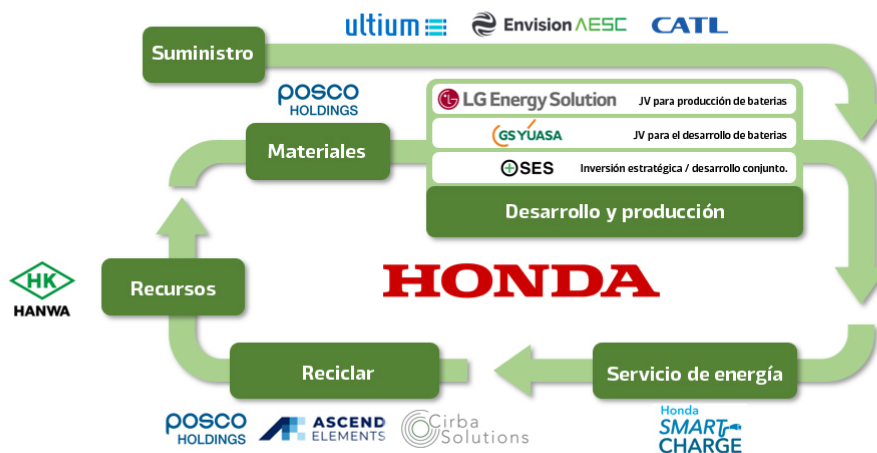 ultium
Envision AESC
CATL
Suministro
posco
HOLDINGS
LG Energy Solution
JV para producción de baterias
GS YUASA
JV para el desarrollo de baterias
Materiales
SES
Inversión estratégica / desarrollo conjunto.
Desarrollo y producción
HK
HANWA
Recursos
HONDA
Reciclar
Servicio de energía
posco
HOLDINGS
ASCEND
ELEMENTS
Cirba
Solutions
Honda
SMART
CHARGE